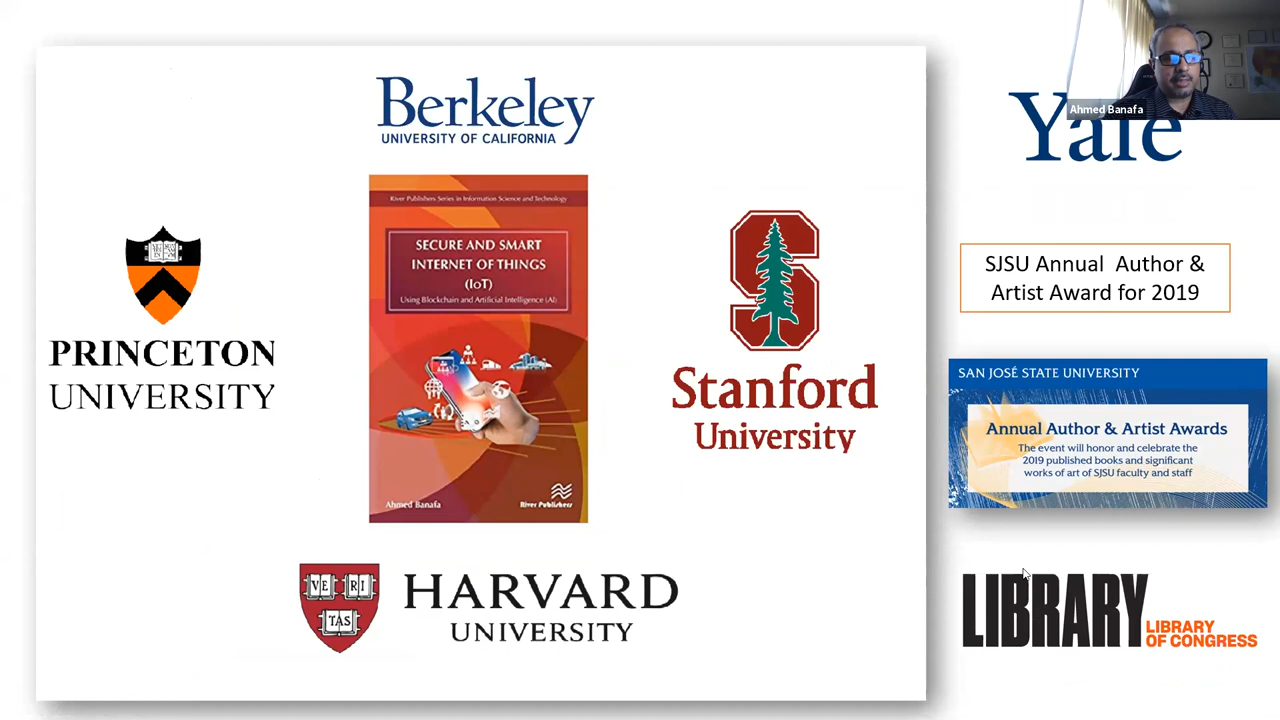 Berkeley
UNIVERSITY OF CALIFORNIA
River Publishers Series in Information Science and Technology
SECURE AND SMART
INTERNET OF THINGS
(IoT)
Using Blockchain and Artificial Intelligence (AI)
Ahmed Banafa
River Publishers
PRINCETON
UNIVERSITY
Stanford
University
VE RI
TAS
HARVARD
UNIVERSITY
Ahmed Banafa
Yale
SJSU Annual Author &
Artist Award for 2019
SAN JOSÉ STATE UNIVERSITY
Annual Author & Artist Awards
The event will honor and celebrate the
2019 published books and significant
works of art of SJSU faculty and staff
LIBRARY
LIBRARY
OF CONGRESS